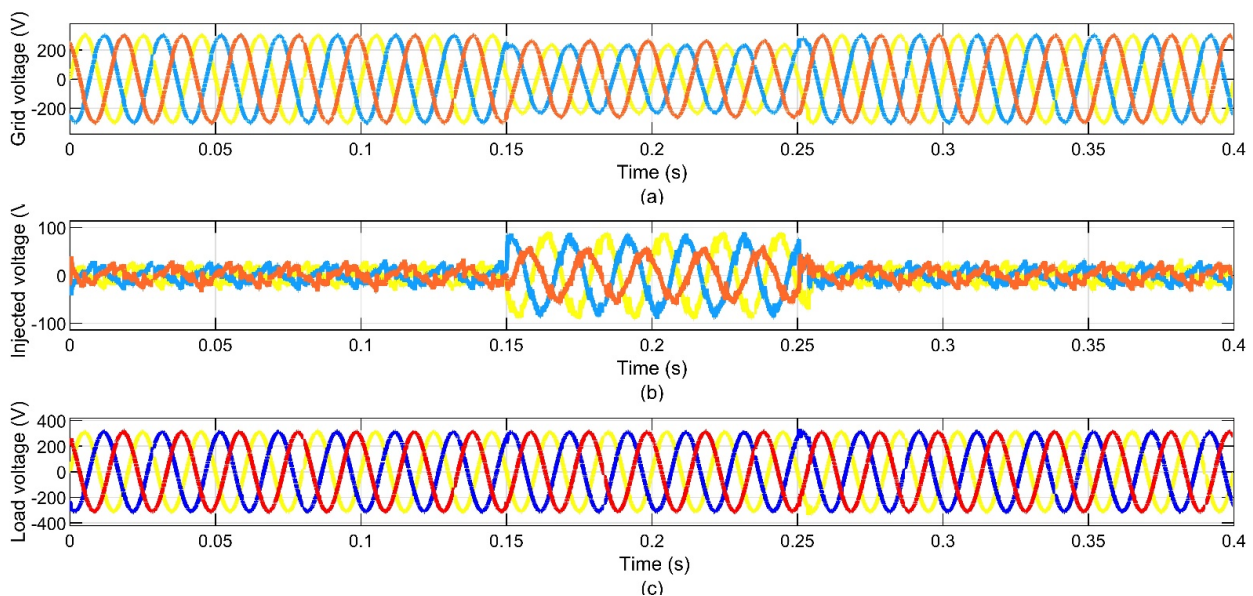 Grid voltage (V)
200
0
-200
0 0.05 0.1 0.15 0.2 0.25 0.3 0.35 0.4
Time (s)
(a)
Injected voltage (V
100
0
-100
0 0.05 0.1 0.15 0.2 0.25 0.3 0.35 0.4
Time (s)
(b)
Load voltage (V)
400
200
0
-200
-400
0 0.05 0.1 0.15 0.2 0.25 0.3 0.35 0.4
Time (s)
(c)